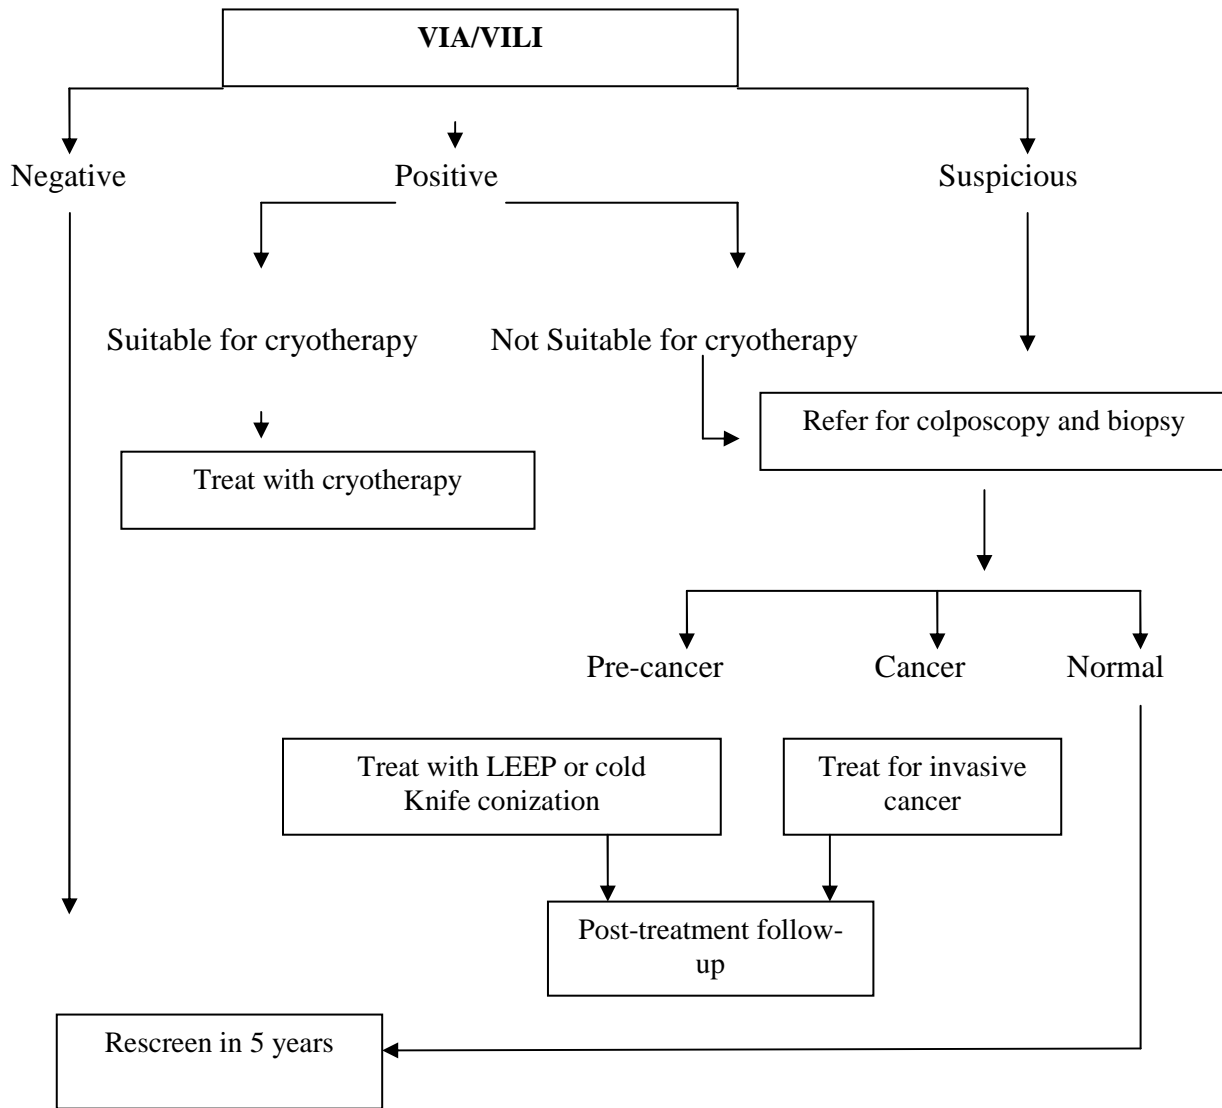 VIA/VILI
Negative
Positive
Suspicious
Suitable for cryotherapy
Not Suitable for cryotherapy
Refer for colposcopy and biopsy
Treat with cryotherapy
Pre-cancer
Cancer
Normal
Treat with LEEP or cold
Knife conization
Treat for invasive
cancer
Post-treatment follow-
up
Rescreen in 5 years